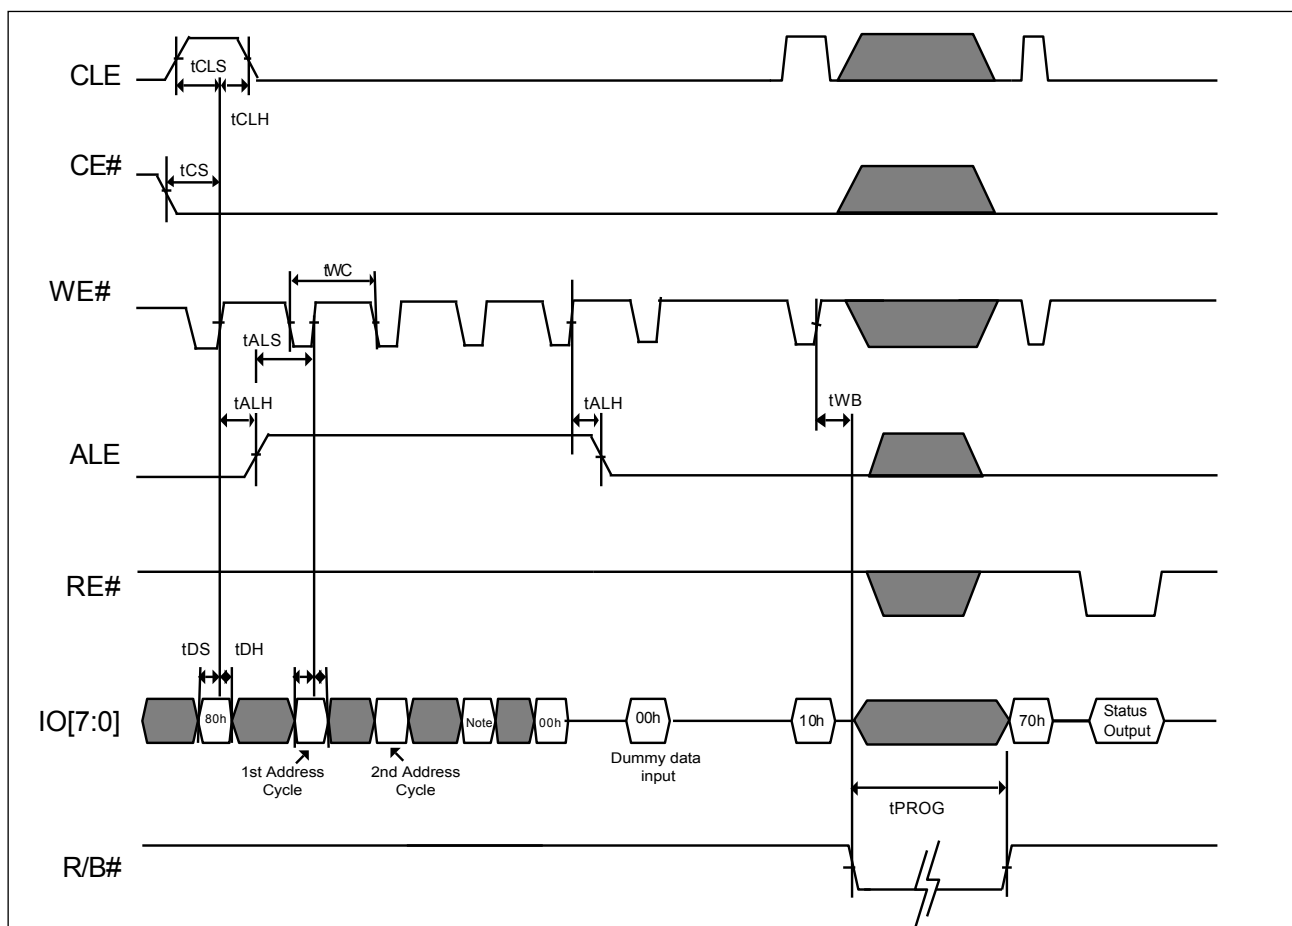 CLE
tCLS
tCLH
CE#
tCS
WE#
tWC
tALS
tALH
tALH
tWB
ALE
RE#
tDS
tDH
IO[7:0]
80h
Note
00h
00h
10h
70h
Status
Output
1st Address
Cycle
2nd Address
Cycle
Dummy data
input
tPROG
R/B#